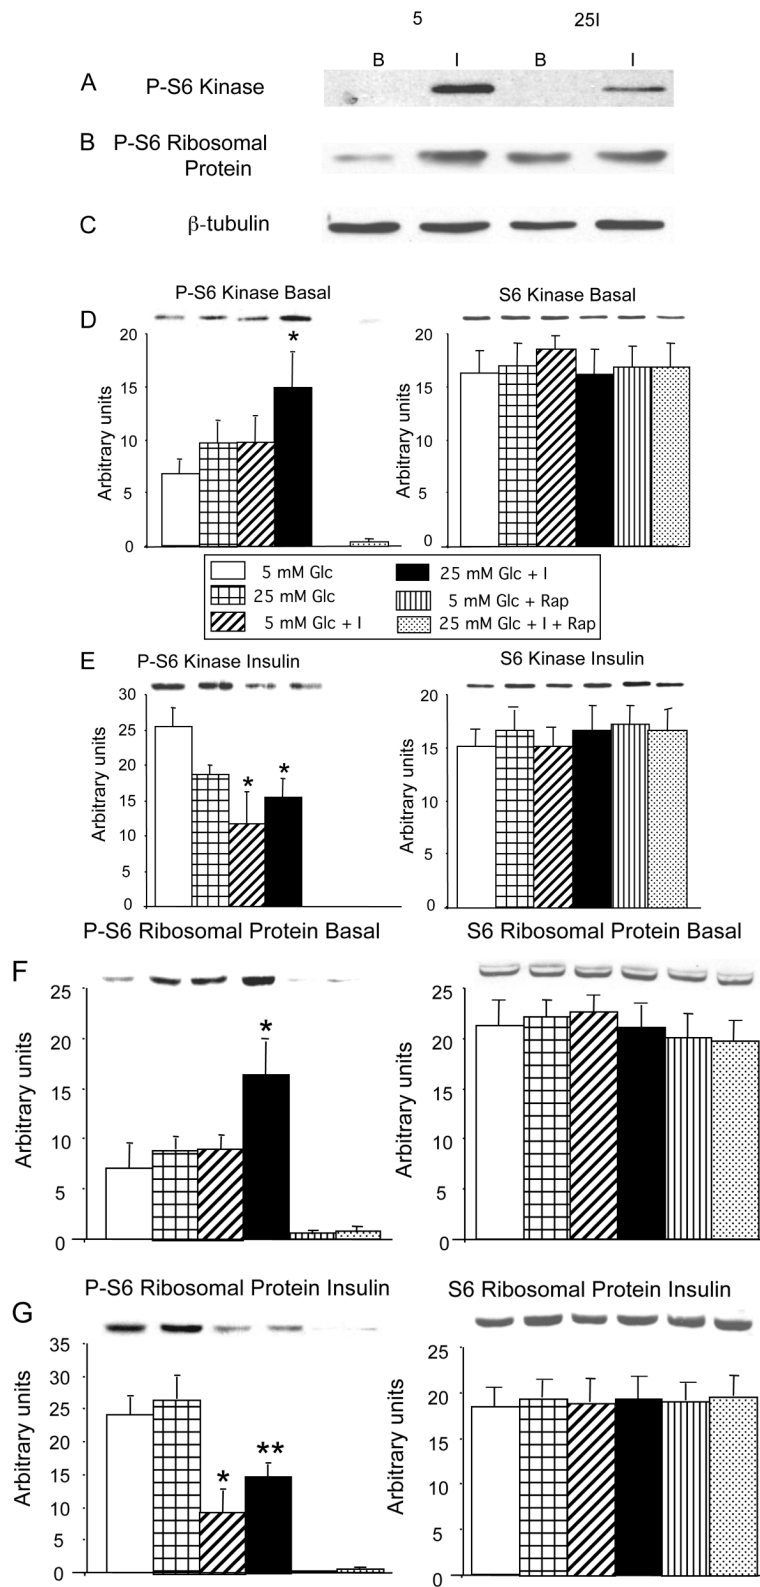 5 25I
B I B I
A P-S6 Kinase
B P-S6 Ribosomal
Protein
C β-tubulin
P-S6 Kinase Basal S6 Kinase Basal
D
Arbitrary units
20
15
10
5
0
*
Arbitrary units
20
15
10
5
0
5 mM Glc
25 mM Glc
5 mM Glc + I
25 mM Glc + I
5 mM Glc + Rap
25 mM Glc + I + Rap
E
P-S6 Kinase Insulin S6 Kinase Insulin
Arbitrary units
30
25
20
15
10
5
0
* *
Arbitrary units
20
15
10
5
0
P-S6 Ribosomal Protein Basal S6 Ribosomal Protein Basal
F
Arbitrary units
25
20
15
10
5
0
*
Arbitrary units
25
20
15
10
5
0
P-S6 Ribosomal Protein Insulin S6 Ribosomal Protein Insulin
G
Arbitrary units
35
30
25
20
15
10
5
0
* **
Arbitrary units
25
20
15
10
5
0